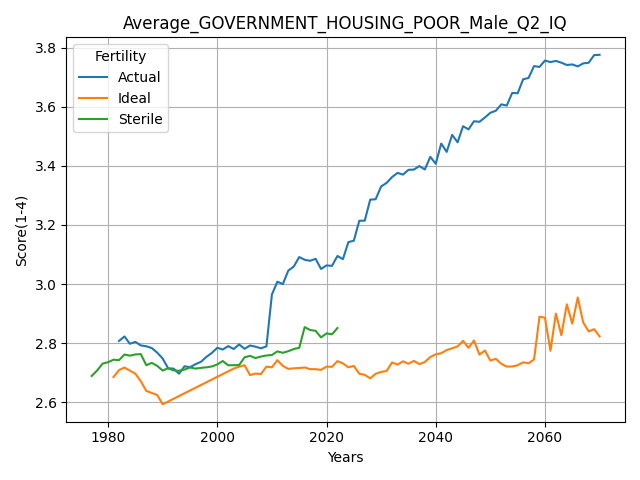 Average_GOVERNMENT_HOUSING_POOR_Male_Q2_IQ
Fertility
Actual
Ideal
Sterile
Score(1-4)
3.8
3.6
3.4
3.2
3.0
2.8
2.6
1980 2000 2020 2040 2060
Years